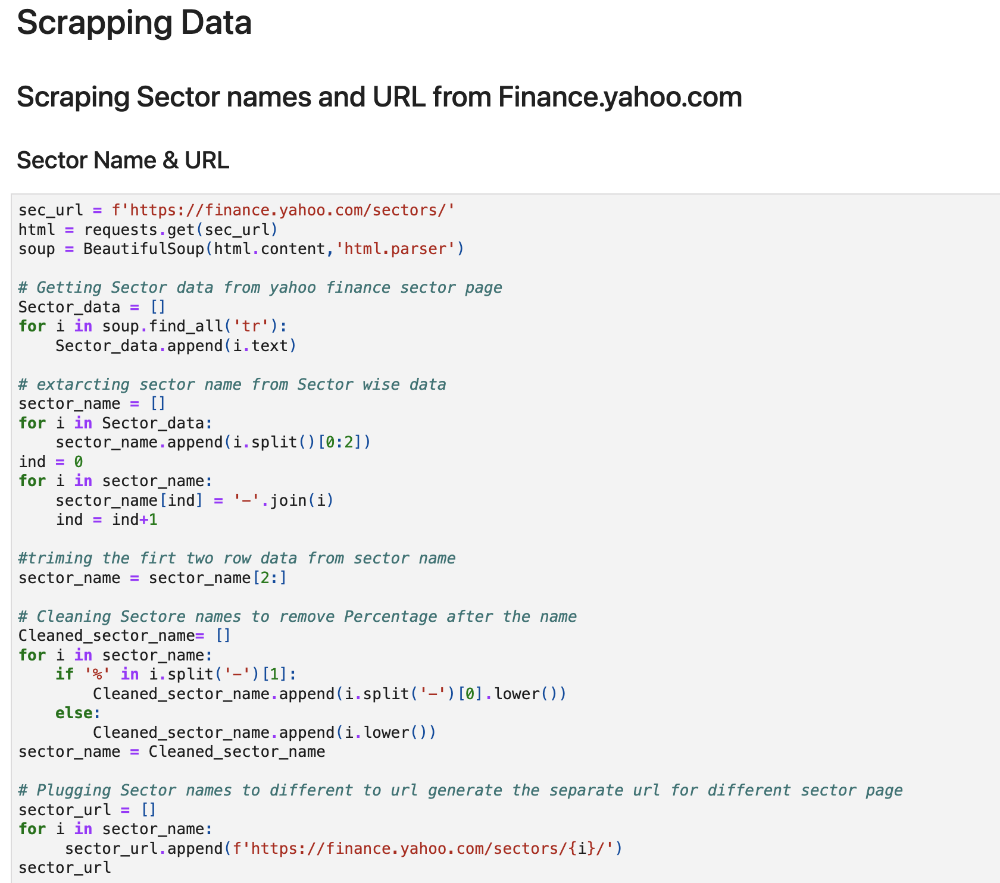 Scrapping Data
Scraping Sector names and URL from Finance.yahoo.com
Sector Name & URL
sec_url = f'https://finance.yahoo.com/sectors/'
html = requests.get(sec_url)
soup = BeautifulSoup(html.content,'html.parser')
# Getting Sector data from yahoo finance sector page
Sector_data = []
for i in soup.find_all('tr'):
    Sector_data.append(i.text)
# extarcting sector name from Sector wise data
sector_name = []
for i in Sector_data:
    sector_name.append(i.split()[0:2])
ind = 0
for i in sector_name:
    sector_name[ind] = '-'.join(i)
    ind = ind+1
#triming the firt two row data from sector name
sector_name = sector_name[2:]
# Cleaning Sectore names to remove Percentage after the name
Cleaned_sector_name= []
for i in sector_name:
    if '%' in i.split('-')[1]:
        Cleaned_sector_name.append(i.split('-')[0].lower())
    else:
        Cleaned_sector_name.append(i.lower())
sector_name = Cleaned_sector_name
# Plugging Sector names to different to url generate the separate url for different sector page
sector_url = []
for i in sector_name:
     sector_url.append(f'https://finance.yahoo.com/sectors/{i}/')
sector_url